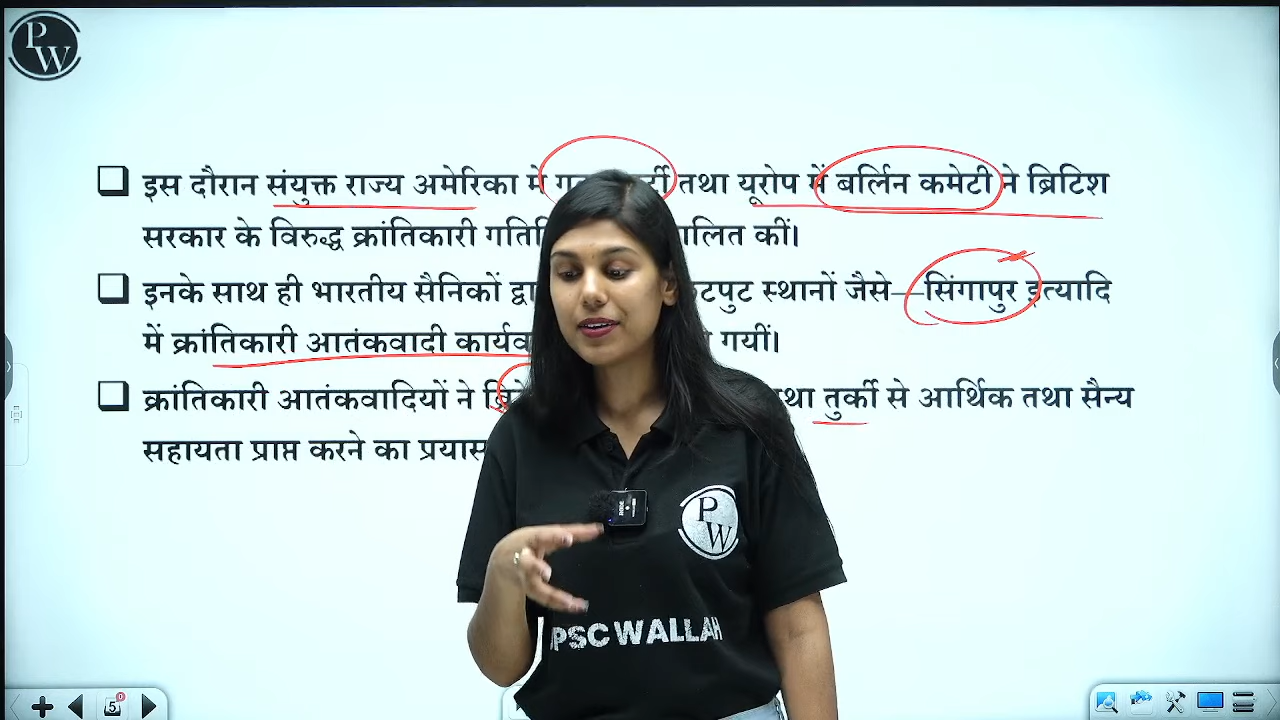 PW
इस दौरान संयुक्त राज्य अमेरिका में तथा यूरोप में बर्लिन कमेटी ने ब्रिटिश
सरकार के विरुद्ध क्रांतिकारी कीं।
इनके साथ ही भारतीय सैनिकों स्थानों जैसे—सिंगापुर इत्यादि
में क्रांतिकारी आतंकवादी गयीं।
क्रांतिकारी आतंकवादियों ने तुर्की से आर्थिक तथा सैन्य
सहायता प्राप्त करने का प्रयास
PW
PSC WALLAH
5